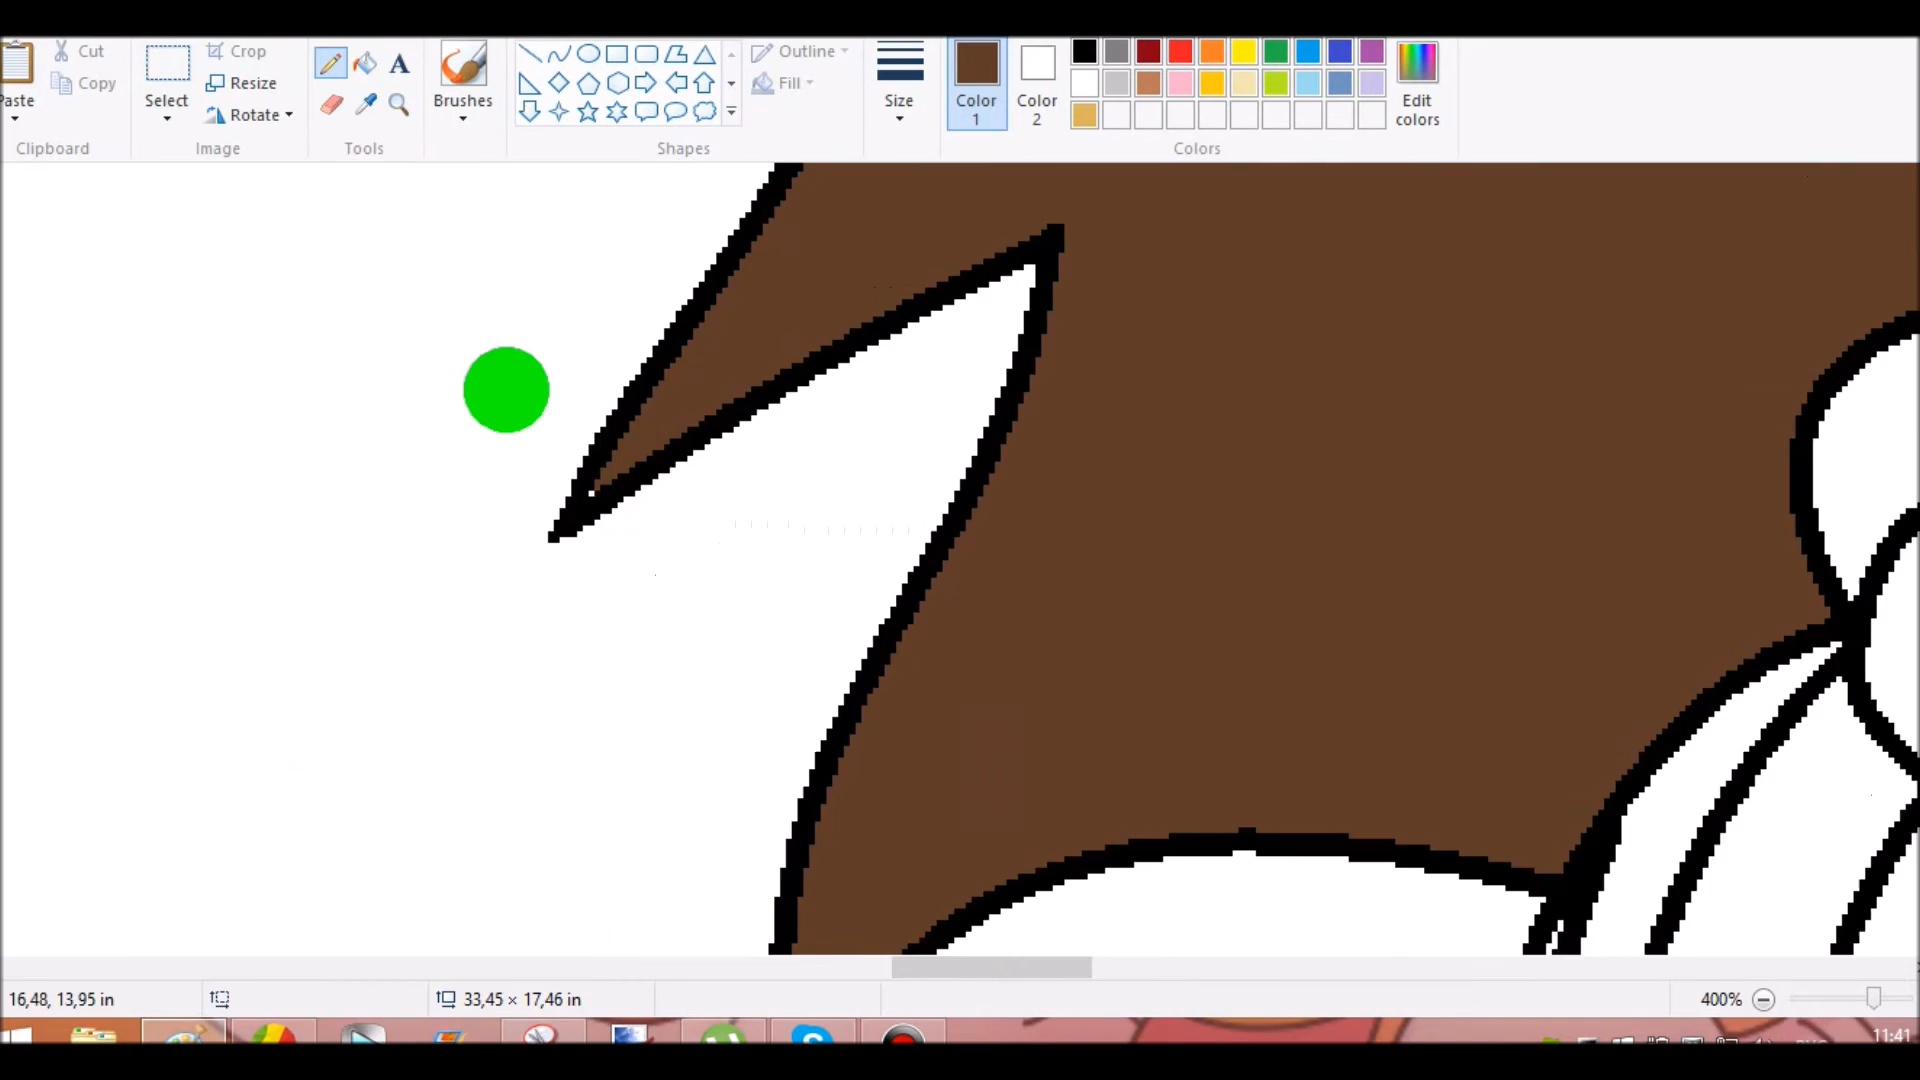 Cut
Copy
Paste
Clipboard
Crop
Resize
Rotate
Select
Image
A
Tools
Brushes
Outline
Fill
Shapes
Size
Color
1
Color
2
Edit
colors
Colors
16,48, 13,95 in
33,45 × 17,46 in
400%
11:41